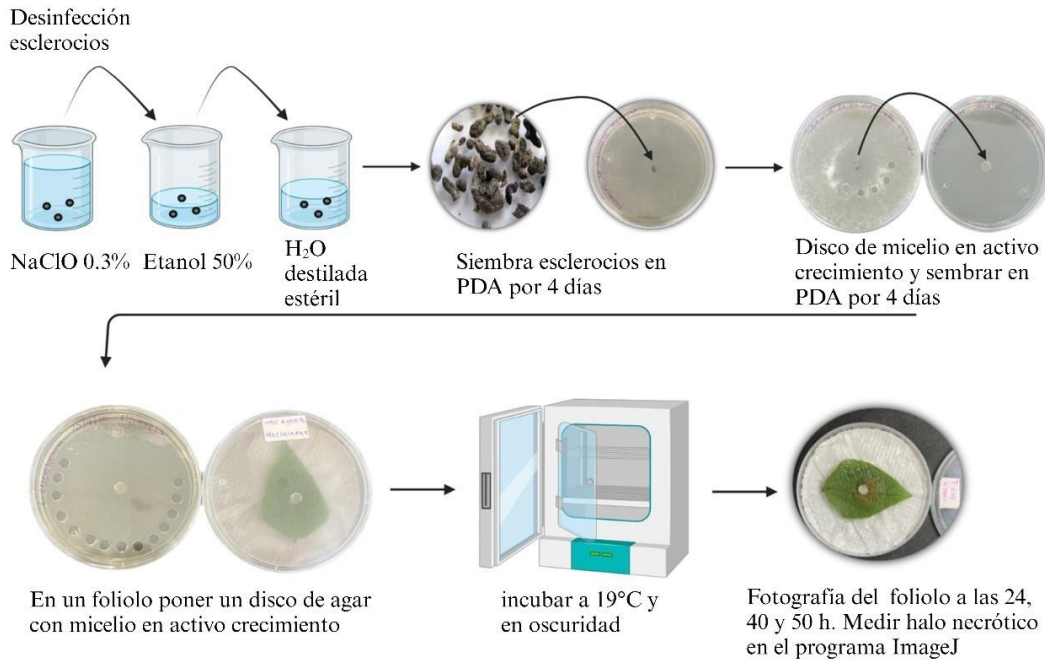 Desinfección
esclerocios
NaClO 0.3%
Etanol 50%
H₂O
destilada
estéril
Siembra esclerocios en
PDA por 4 días
Disco de micelio en activo
crecimiento y sembrar en
PDA por 4 días
En un foliolo poner un disco de agar
con micelio en activo crecimiento
incubar a 19°C y
en oscuridad
Fotografía del foliolo a las 24,
40 y 50 h. Medir halo necrótico
en el programa ImageJ